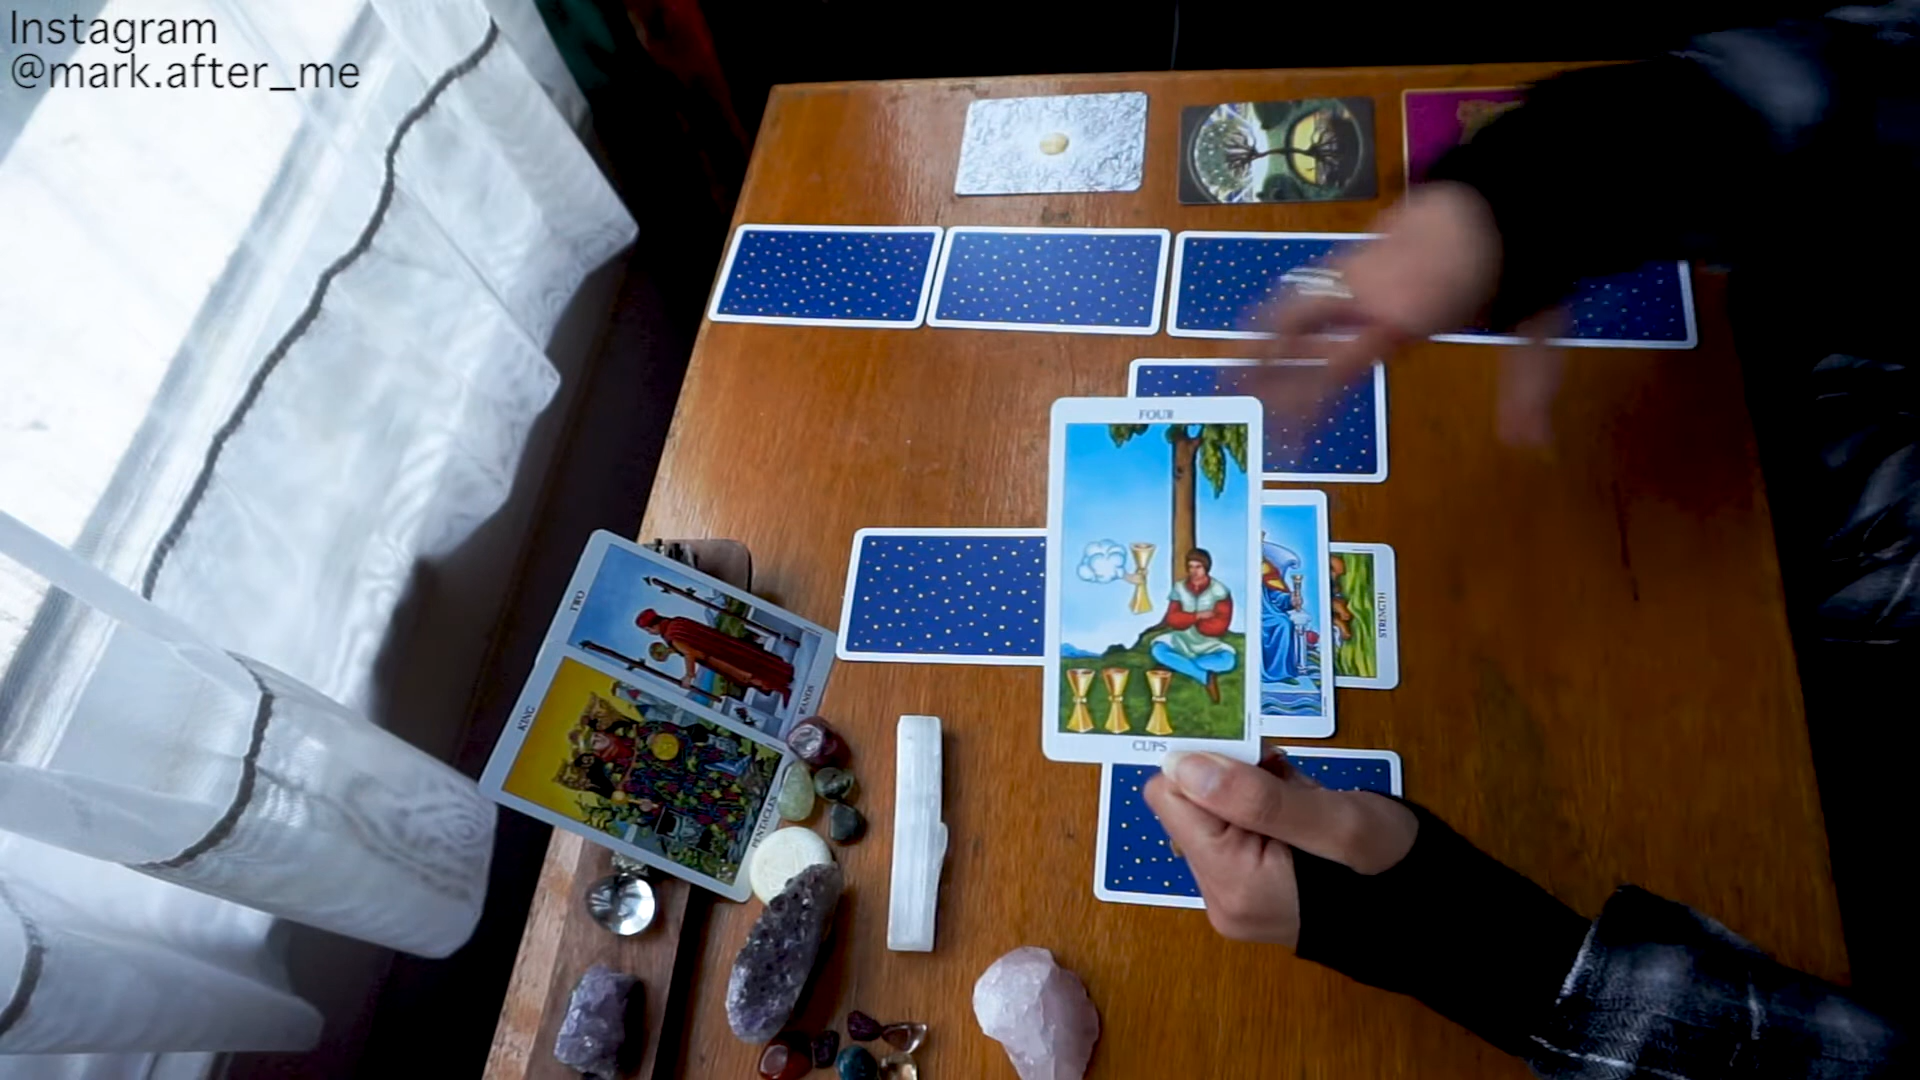 Instagram
@mark.after_me
FOUR
CUPS
TWO
WANDS
KING
PENTACLES
STRENGTH